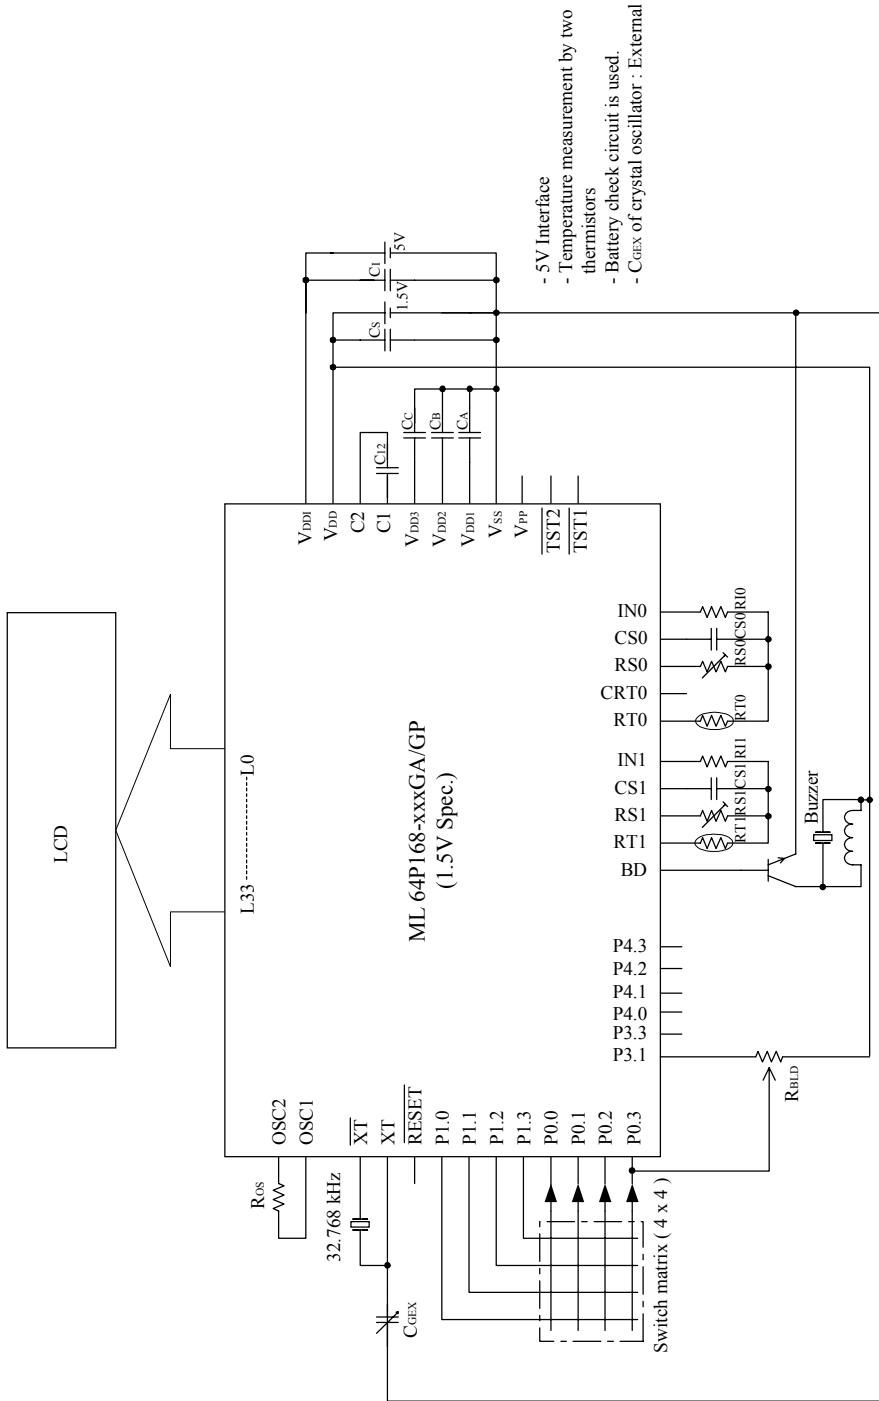 LCD
L33 ---------------------- L0
ML 64P168-xxxGA/GP
(1.5V Spec.)
OSC2
OSC1
XT
XT
RESET
P1.0
P1.1
P1.2
P1.3
P0.0
P0.1
P0.2
P0.3
VDDI
VDD
C2
C1
VDD3
VDD2
VDD1
VSS
VPP
TST2
TST1
IN0
CS0
RS0
CRT0
RT0
IN1
CS1
RS1
RT1
BD
P4.3
P4.2
P4.1
P4.0
P3.3
P3.1
ROS
32.768 kHz
CGEX
Switch matrix ( 4 x 4 )
RBLD
Buzzer
RT1
RS1
CS1
RI1
RT0
RS0
CS0
RI0
C12
CC
CB
CA
CS
1.5V
CI
5V
- 5V Interface
- Temperature measurement by two
thermistors
- Battery check circuit is used.
- CGEX of crystal oscillator : External